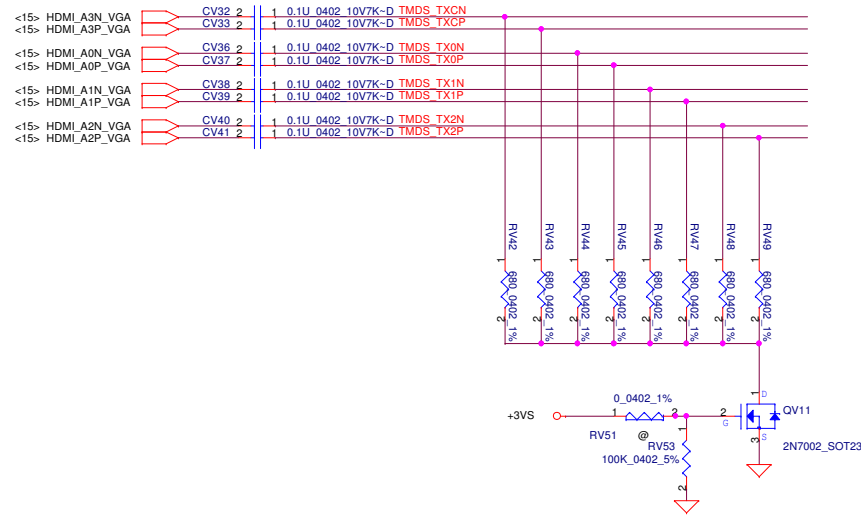 <15> HDMI_A3N_VGA CV32 2 1 0.1U_0402_10V7K~D TMDS_TXCN
<15> HDMI_A3P_VGA CV33 2 1 0.1U_0402_10V7K~D TMDS_TXCP
<15> HDMI_A0N_VGA CV36 2 1 0.1U_0402_10V7K~D TMDS_TX0N
<15> HDMI_A0P_VGA CV37 2 1 0.1U_0402_10V7K~D TMDS_TX0P
<15> HDMI_A1N_VGA CV38 2 1 0.1U_0402_10V7K~D TMDS_TX1N
<15> HDMI_A1P_VGA CV39 2 1 0.1U_0402_10V7K~D TMDS_TX1P
<15> HDMI_A2N_VGA CV40 2 1 0.1U_0402_10V7K~D TMDS_TX2N
<15> HDMI_A2P_VGA CV41 2 1 0.1U_0402_10V7K~D TMDS_TX2P
RV42 RV43 RV44 RV45 RV46 RV47 RV48 RV49
1 1 1 1 1 1 1 1
680_0402_1% 680_0402_1% 680_0402_1% 680_0402_1% 680_0402_1% 680_0402_1% 680_0402_1% 680_0402_1%
2 2 2 2 2 2 2 2
0_0402_1%
+3VS 1 2 2 G 1 D QV11
RV51 @ 1 3 S
RV53 2N7002_SOT23
100K_0402_5%
2